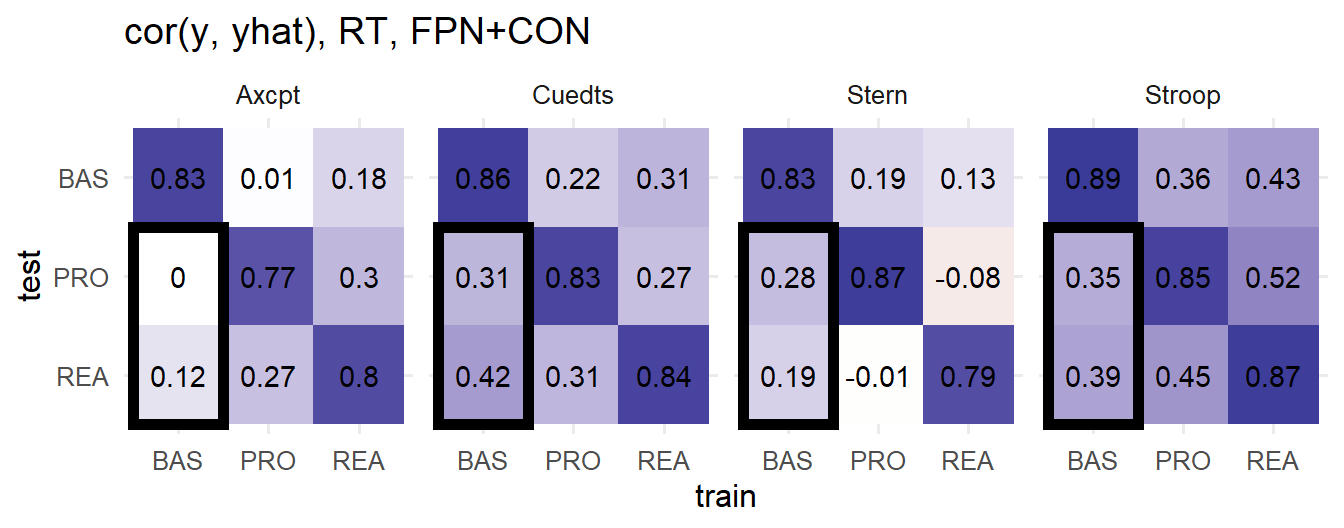 cor(y, yhat), RT, FPN+CON
Axcpt Cuedts Stern Stroop
BAS 0.83 0.01 0.18 0.86 0.22 0.31 0.83 0.19 0.13 0.89 0.36 0.43
test
PRO 0 0.77 0.3 0.31 0.83 0.27 0.28 0.87 -0.08 0.35 0.85 0.52
REA 0.12 0.27 0.8 0.42 0.31 0.84 0.19 -0.01 0.79 0.39 0.45 0.87
BAS PRO REA BAS PRO REA BAS PRO REA BAS PRO REA
train